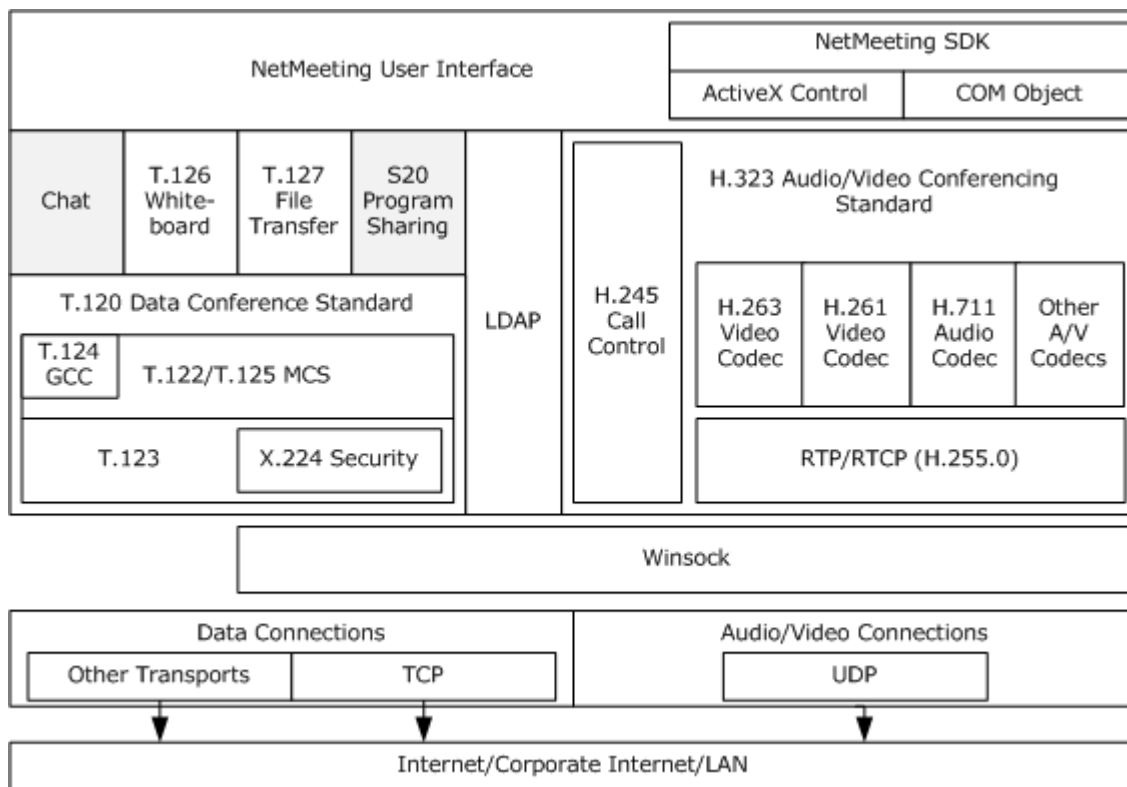 NetMeeting User Interface
NetMeeting SDK
ActiveX Control
COM Object
Chat
T.126
White-
board
T.127
File
Transfer
S20
Program
Sharing
LDAP
H.323 Audio/Video Conferencing
Standard
T.120 Data Conference Standard
T.124
GCC
T.122/T.125 MCS
T.123
X.224 Security
H.245
Call
Control
H.263
Video
Codec
H.261
Video
Codec
H.711
Audio
Codec
Other
A/V
Codecs
RTP/RTCP (H.255.0)
Winsock
Data Connections
Other Transports
TCP
Audio/Video Connections
UDP
Internet/Corporate Internet/LAN